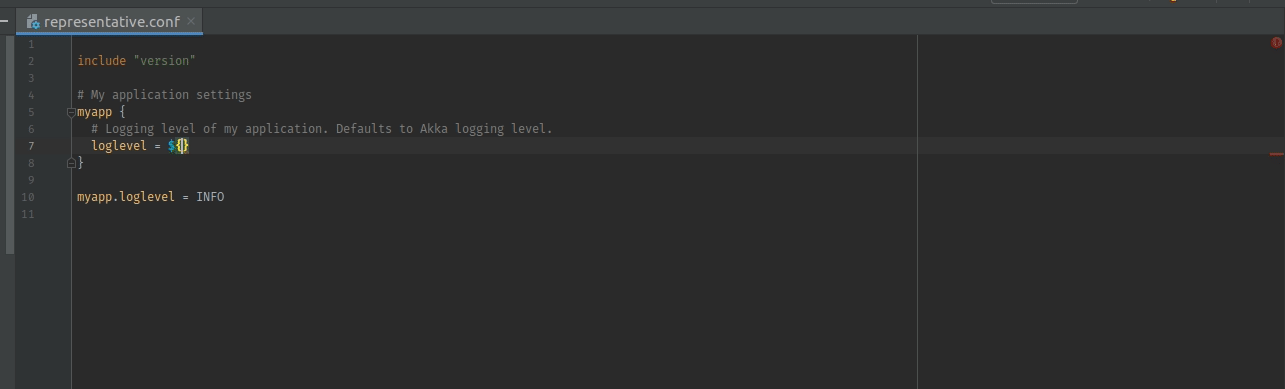 representative.conf
1
2 include "version"
3
4 # My application settings
5 myapp {
6 # Logging level of my application. Defaults to Akka logging level.
7 loglevel = ${}
8 }
9
10 myapp.loglevel = INFO
11